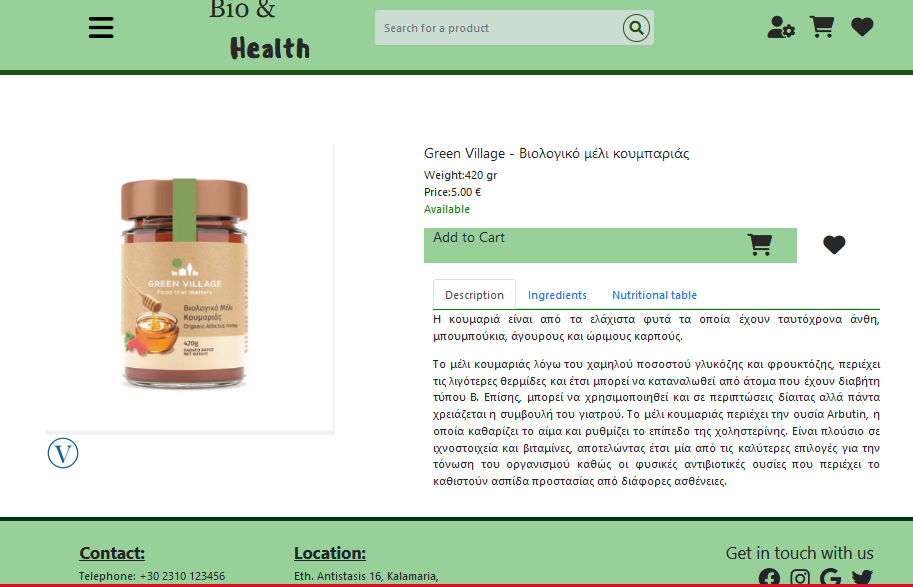 Bio &
Health
Search for a product
Green Village - Βιολογικό μέλι κουμπαριάς
Weight:420 gr
Price:5.00 €
Available
Add to Cart
GREEN VILLAGE
Food that matters
Βιολογικό Μέλι
Κουμαριάς
Organic Arbutus Honey
420g
ΚΑΘΑΡΟ ΒΑΡΟΣ
NET WEIGHT
V
Description Ingredients Nutritional table
Η κουμαριά είναι από τα ελάχιστα φυτά τα οποία έχουν ταυτόχρονα άνθη,
μπουμπούκια, άγουρους και ώριμους καρπούς.
Το μέλι κουμαριάς λόγω του χαμηλού ποσοστού γλυκόζης και φρουκτόζης, περιέχει
τις λιγότερες θερμίδες και έτσι μπορεί να καταναλωθεί από άτομα που έχουν διαβήτη
τύπου Β. Επίσης, μπορεί να χρησιμοποιηθεί και σε περιπτώσεις δίαιτας αλλά πάντα
χρειάζεται η συμβουλή του γιατρού. Το μέλι κουμαριάς περιέχει την ουσία Arbutin, η
οποία καθαρίζει το αίμα και ρυθμίζει το επίπεδο της χοληστερίνης. Είναι πλούσιο σε
ιχνοστοιχεία και βιταμίνες, αποτελώντας έτσι μία από τις καλύτερες επιλογές για την
τόνωση του οργανισμού καθώς οι φυσικές αντιβιοτικές ουσίες που περιέχει το
καθιστούν ασπίδα προστασίας από διάφορες ασθένειες.
Contact:
Telephone: +30 2310 123456
Location:
Eth. Antistasis 16, Kalamaria,
Get in touch with us